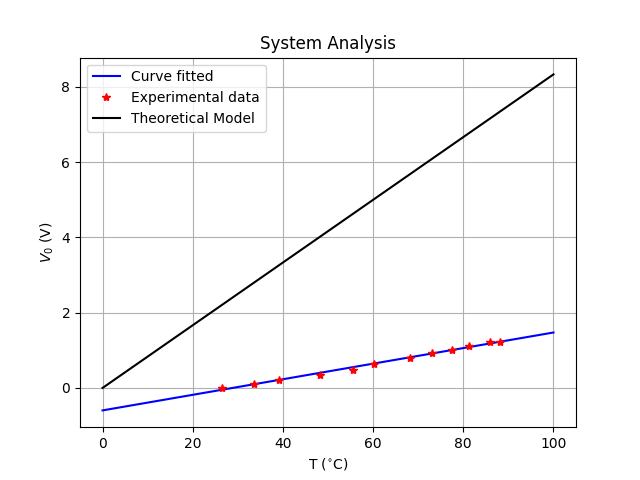 System Analysis
Curve fitted
Experimental data
Theoretical Model
8
6
4
2
0
V₀ (V)
0 20 40 60 80 100
T (°C)